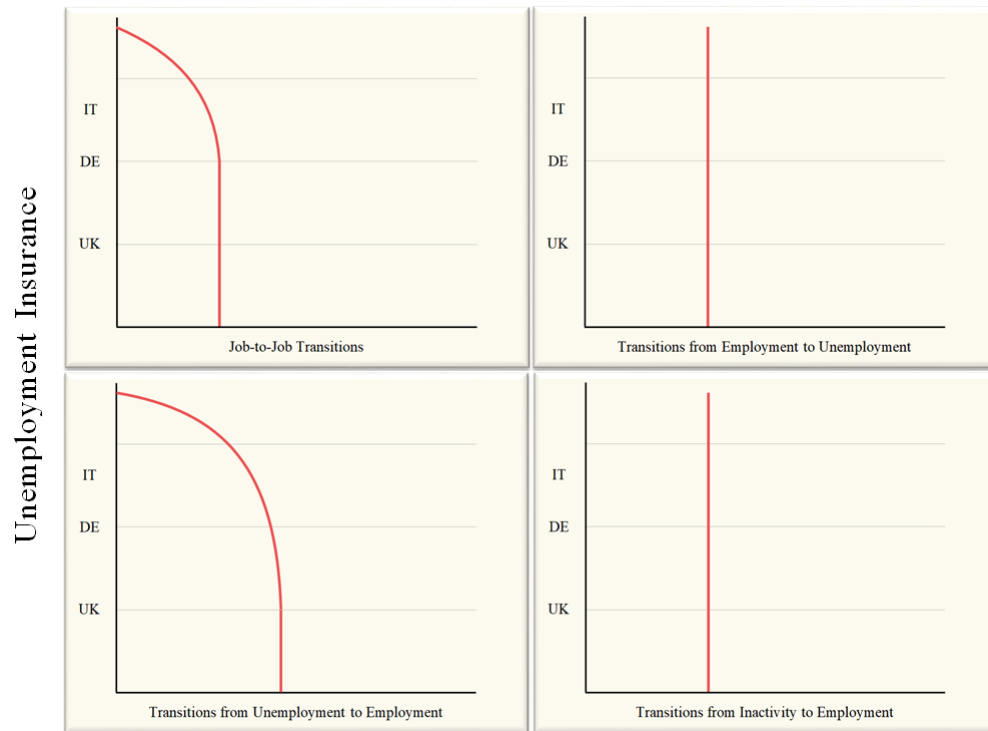 Unemployment Insurance
IT
DE
UK
Job-to-Job Transitions
IT
DE
UK
Transitions from Employment to Unemployment
IT
DE
UK
Transitions from Unemployment to Employment
IT
DE
UK
Transitions from Inactivity to Employment